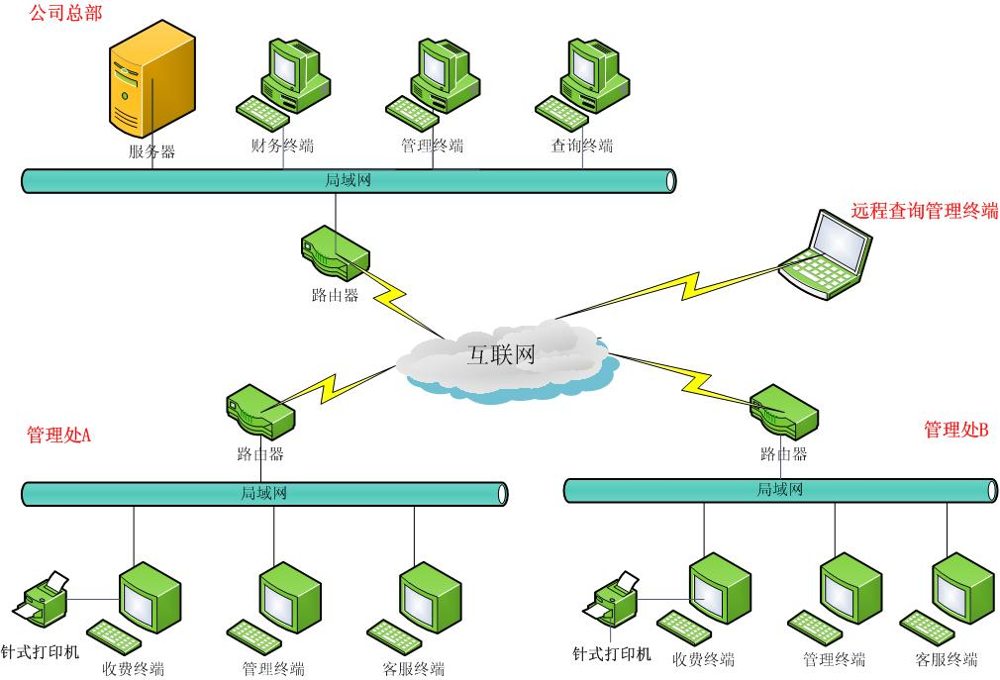 公司总部
服务器
财务终端
管理终端
查询终端
局域网
远程查询管理终端
路由器
互联网
管理处A
路由器
管理处B
路由器
局域网
局域网
针式打印机
收费终端
管理终端
客服终端
针式打印机
收费终端
管理终端
客服终端